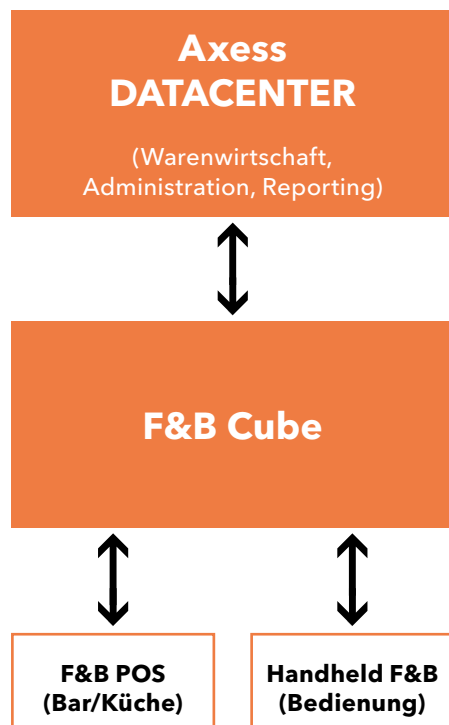 Axess
DATACENTER
(Warenwirtschaft,
Administration, Reporting)
F&B Cube
F&B POS
(Bar/Küche)
Handheld F&B
(Bedienung)